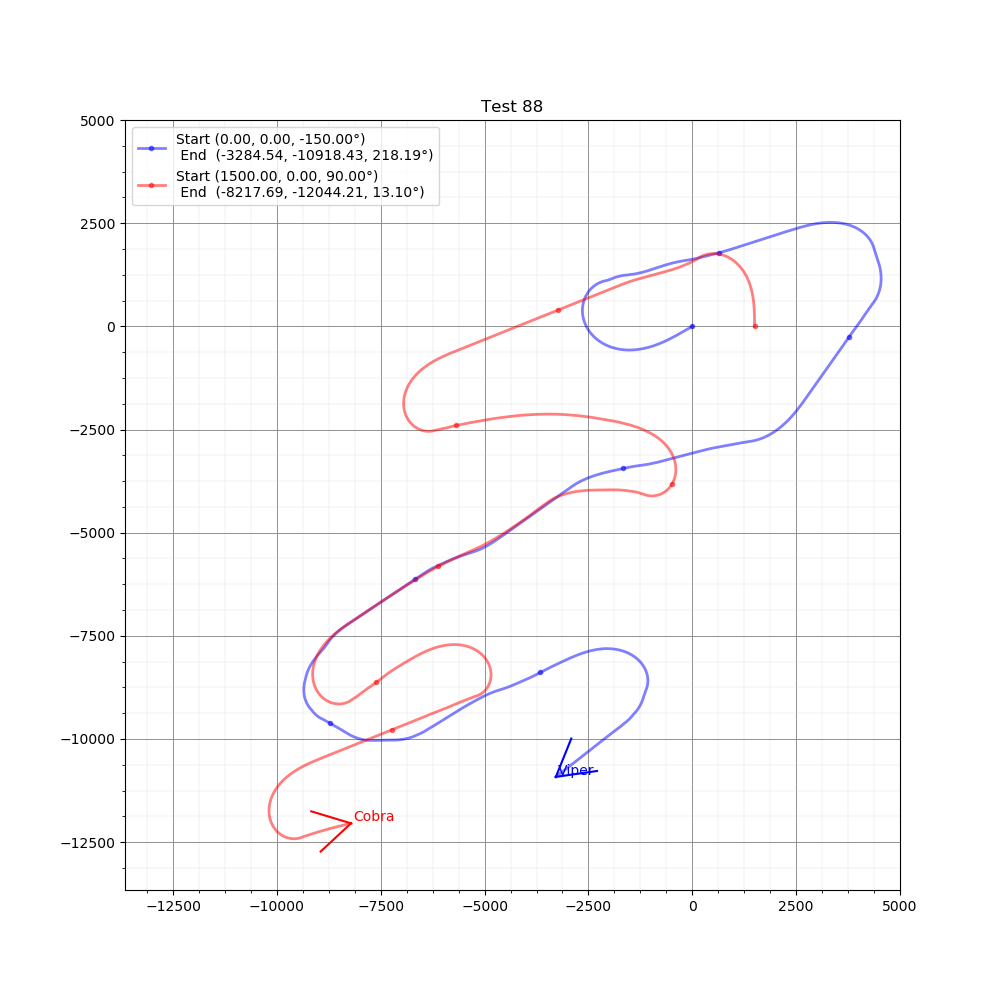 Test 88
Start (0.00, 0.00, -150.00°)
End (-3284.54, -10918.43, 218.19°)
Start (1500.00, 0.00, 90.00°)
End (-8217.69, -12044.21, 13.10°)
5000
2500
0
−2500
−5000
−7500
−10000
−12500
Viper
Cobra
−12500 −10000 −7500 −5000 −2500 0 2500 5000